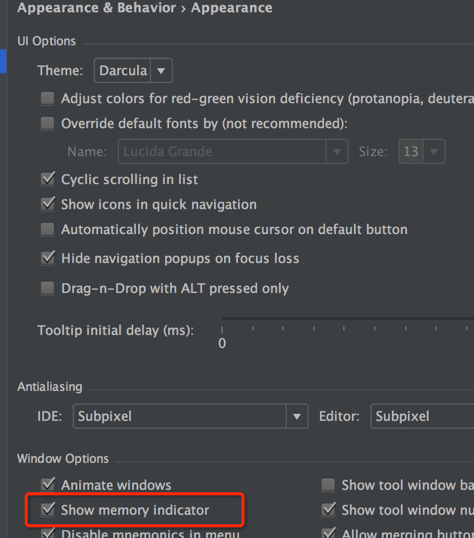 Appearance & Behavior › Appearance
UI Options
Theme: Darcula
Adjust colors for red-green vision deficiency (protanopia, deutera
Override default fonts by (not recommended):
Name: Lucida Grande Size: 13
Cyclic scrolling in list
Show icons in quick navigation
Automatically position mouse cursor on default button
Hide navigation popups on focus loss
Drag-n-Drop with ALT pressed only
Tooltip initial delay (ms):
0
Antialiasing
IDE: Subpixel Editor: Subpixel
Window Options
Animate windows Show tool window ba
Show memory indicator Show tool window nu
Disable mnemonics in menu Allow merging button